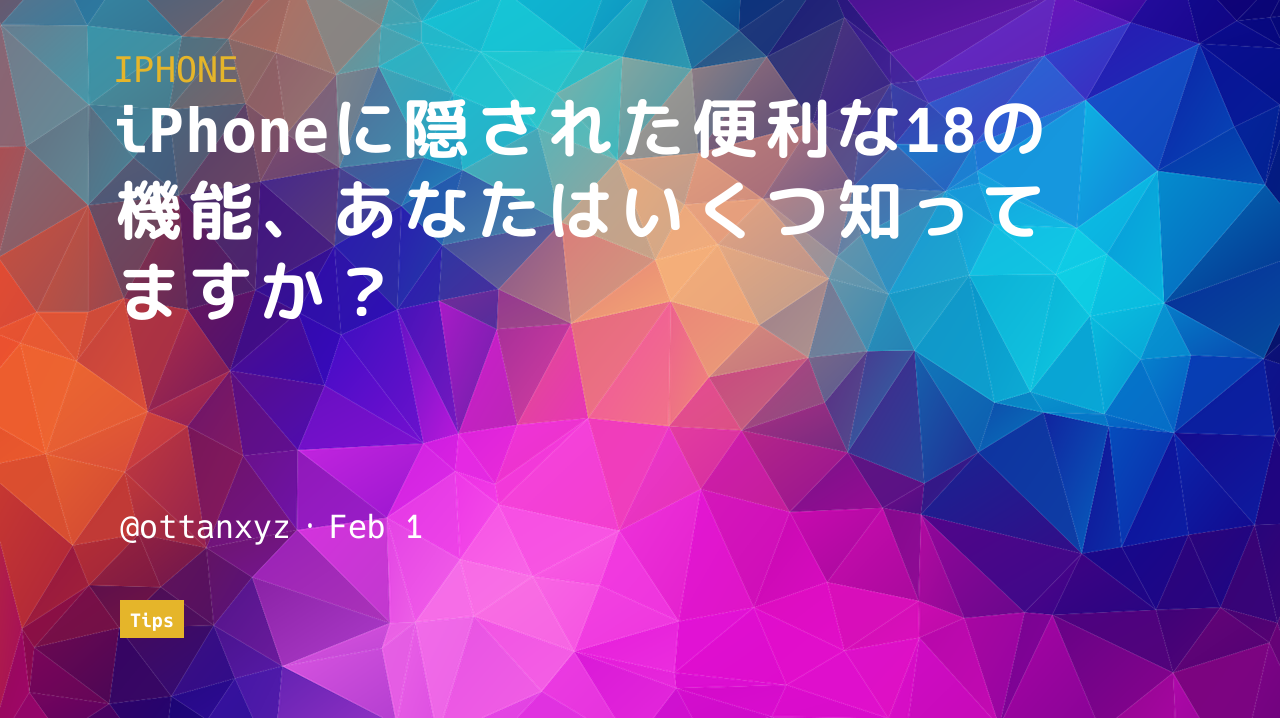 IPHONE
iPhoneに隠された便利な18の
機能、あなたはいくつ知って
ますか？
@ottanxyz · Feb 1
Tips